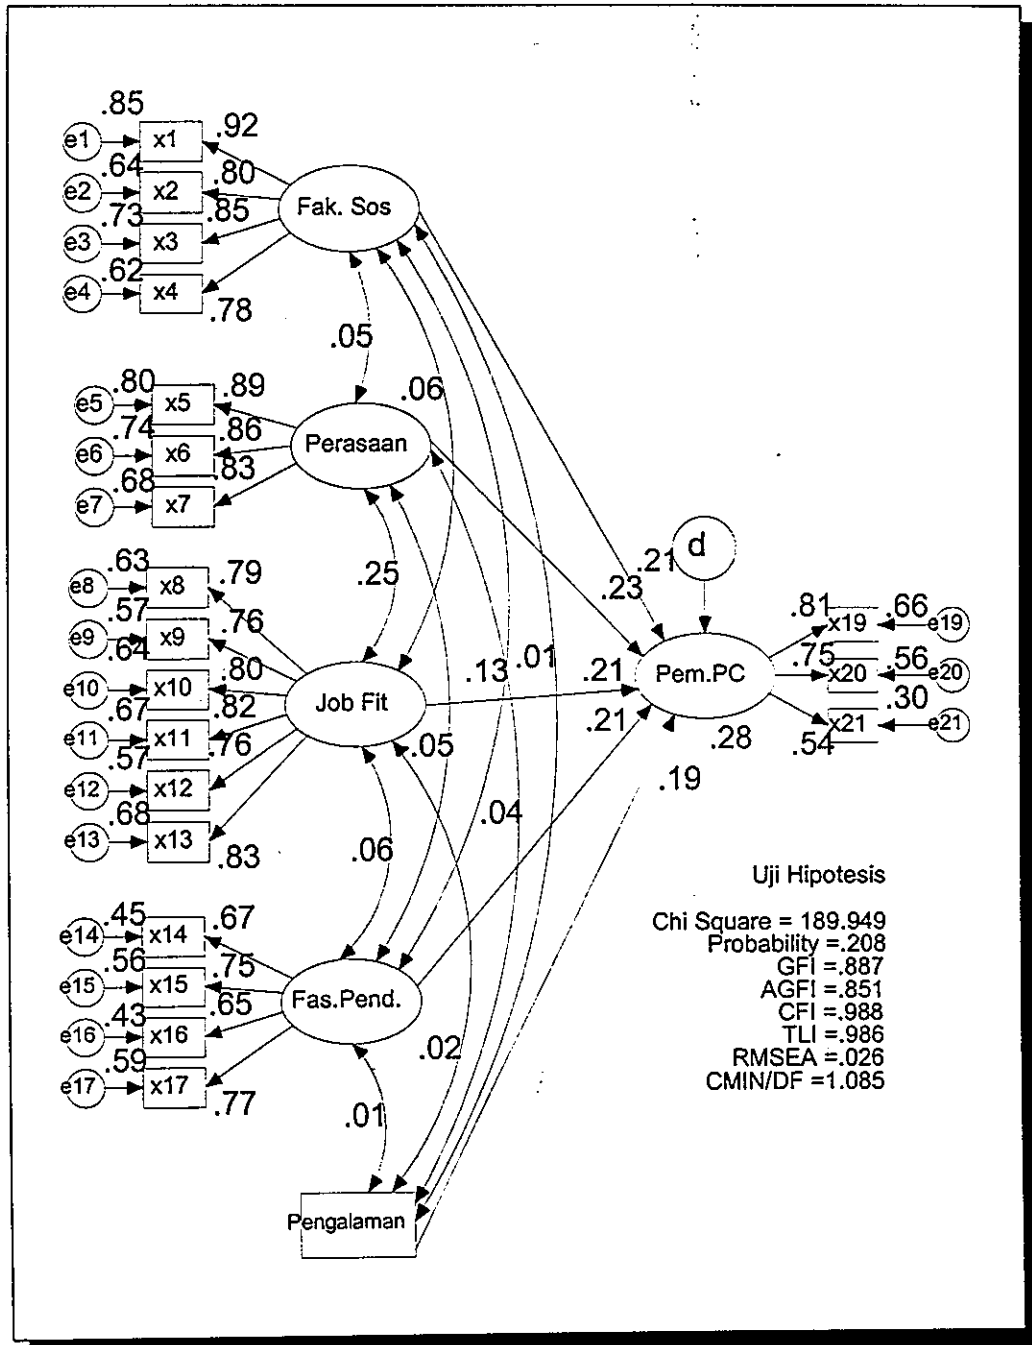 .85
e1 x1 .92
.64
e2 x2 .80
.73
e3 x3 .85
.62
e4 x4
.78
Fak. Sos
.05
.06
.80
e5 x5 .89
.74
e6 x6 .86
.68
e7 x7 .83
Perasaan
.25
.63
e8 x8 .79
.57
e9 x9 .76
.64
e10 x10 .80
.67
e11 x11 .82
.57
e12 x12 .76
.68
e13 x13
.83
Job Fit
.13
.01
.05
.04
.06
.21
d
.23
.21
.21
.19
Pem.PC
.28
.81 x19 .66 e19
.75 x20 .56 e20
.54 x21 .30 e21
.45
e14 x14 .67
.56
e15 x15 .75
.43
e16 x16 .65
.59
e17 x17
.77
Fas.Pend.
.02
.01
Pengalaman
Uji Hipotesis
Chi Square = 189.949
Probability =.208
GFI =.887
AGFI =.851
CFI =.988
TLI =.986
RMSEA =.026
CMIN/DF =1.085